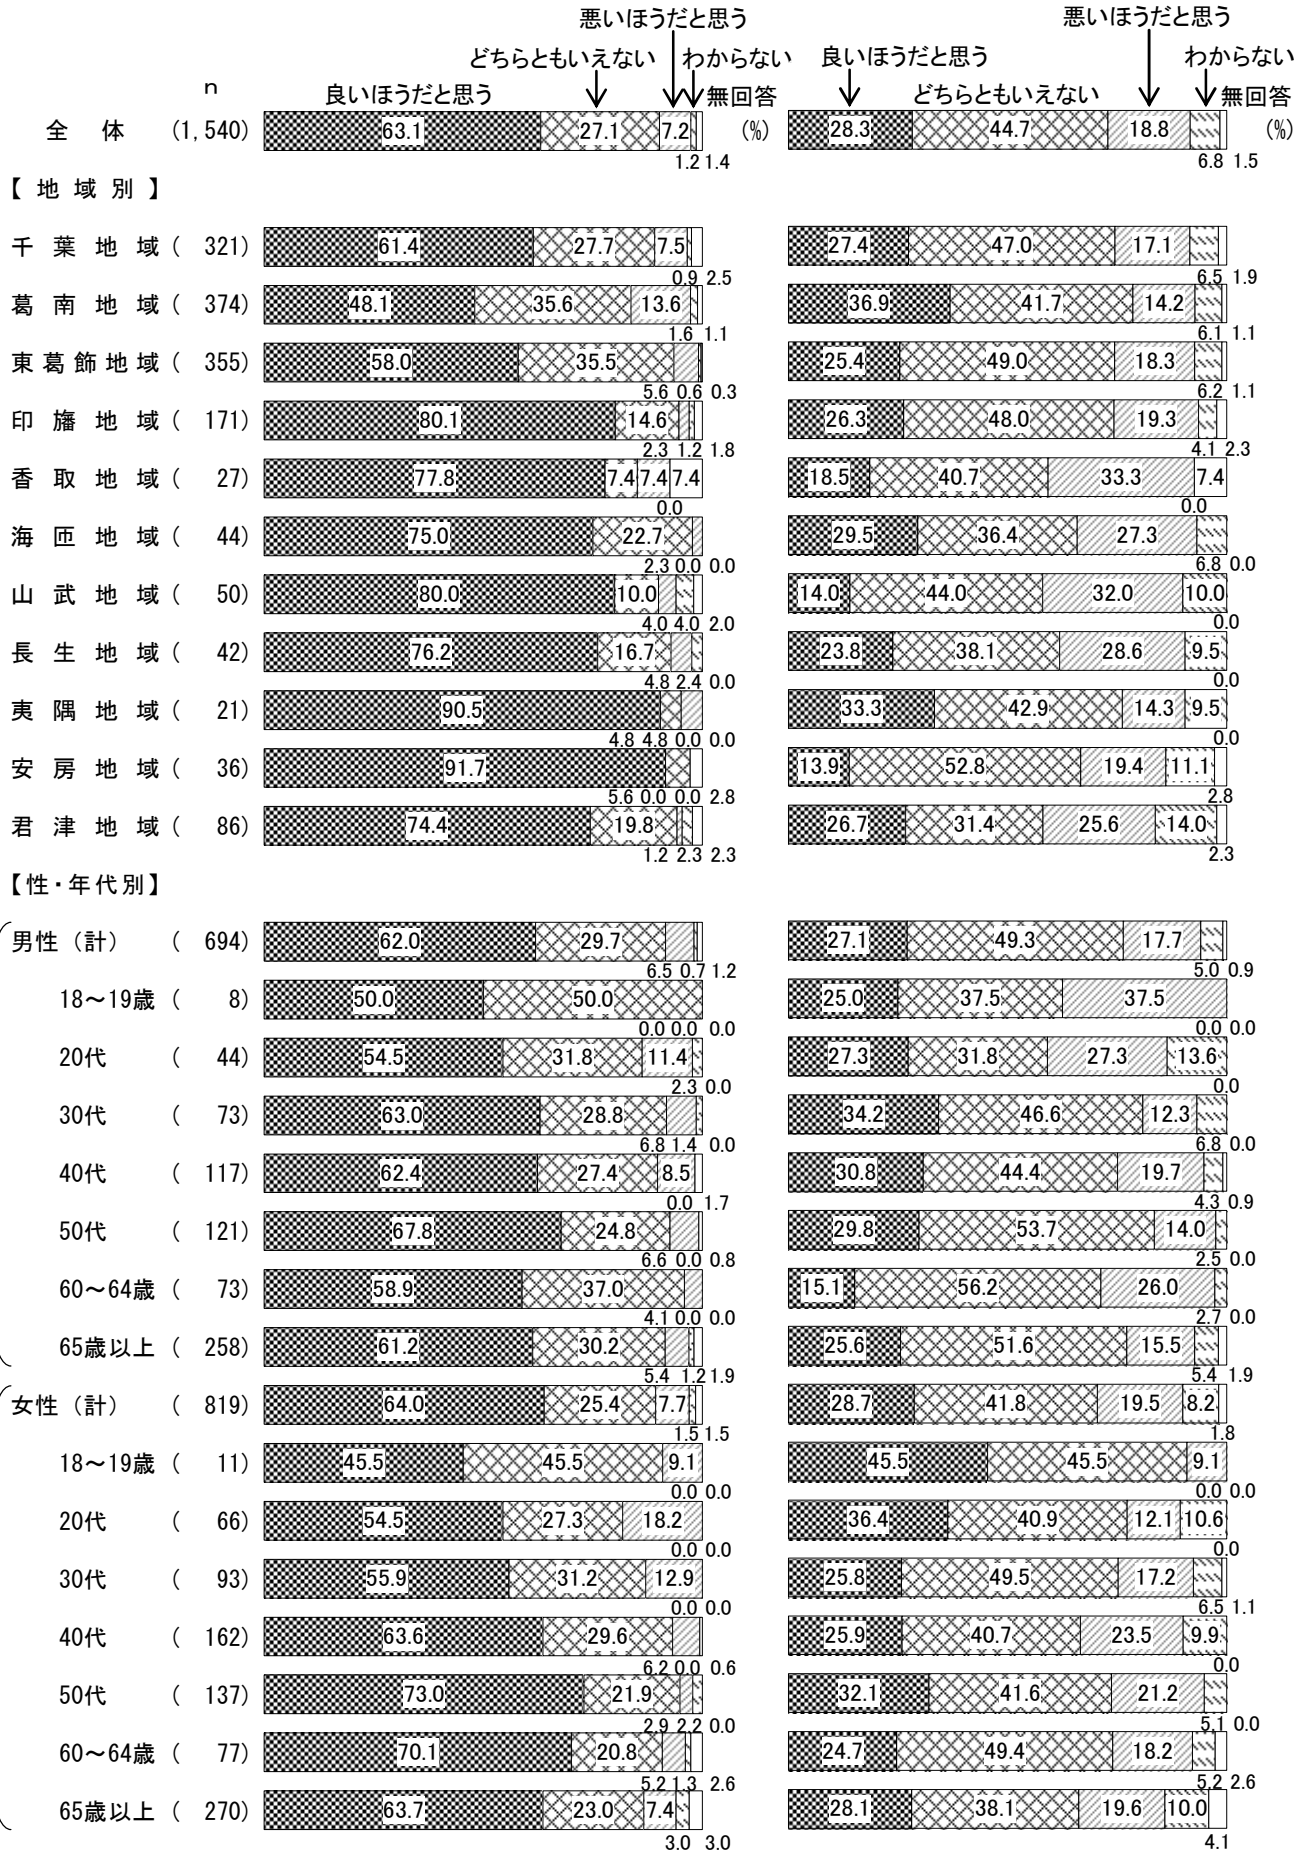 悪いほうだと思う 悪いほうだと思う
どちらともいえない わからない 良いほうだと思う わからない
n 良いほうだと思う 無回答 どちらともいえない 無回答
全 体 (1,540) 63.1 27.1 7.2 (%) 28.3 44.7 18.8 (%)
1.2 1.4 6.8 1.5
【 地 域 別 】
千 葉 地 域 ( 321) 61.4 27.7 7.5 27.4 47.0 17.1
0.9 2.5 6.5 1.9
葛 南 地 域 ( 374) 48.1 35.6 13.6 36.9 41.7 14.2
1.6 1.1 6.1 1.1
東 葛 飾 地 域 ( 355) 58.0 35.5 25.4 49.0 18.3
5.6 0.6 0.3 6.2 1.1
印 旛 地 域 ( 171) 80.1 14.6 26.3 48.0 19.3
2.3 1.2 1.8 4.1 2.3
香 取 地 域 ( 27) 77.8 7.4 7.4 7.4 18.5 40.7 33.3 7.4
0.0 0.0
海 匝 地 域 ( 44) 75.0 22.7 29.5 36.4 27.3
2.3 0.0 0.0 6.8 0.0
山 武 地 域 ( 50) 80.0 10.0 14.0 44.0 32.0 10.0
4.0 4.0 2.0 0.0
長 生 地 域 ( 42) 76.2 16.7 23.8 38.1 28.6 9.5
4.8 2.4 0.0 0.0
夷 隅 地 域 ( 21) 90.5 33.3 42.9 14.3 9.5
4.8 4.8 0.0 0.0 0.0
安 房 地 域 ( 36) 91.7 13.9 52.8 19.4 11.1
5.6 0.0 0.0 2.8 2.8
君 津 地 域 ( 86) 74.4 19.8 26.7 31.4 25.6 14.0
1.2 2.3 2.3 2.3
【性・年代別】
男性（計） ( 694) 62.0 29.7 27.1 49.3 17.7
6.5 0.7 1.2 5.0 0.9
18～19歳 ( 8) 50.0 50.0 25.0 37.5 37.5
0.0 0.0 0.0 0.0 0.0
20代 ( 44) 54.5 31.8 11.4 27.3 31.8 27.3 13.6
2.3 0.0 0.0
30代 ( 73) 63.0 28.8 34.2 46.6 12.3
6.8 1.4 0.0 6.8 0.0
40代 ( 117) 62.4 27.4 8.5 30.8 44.4 19.7
0.0 1.7 4.3 0.9
50代 ( 121) 67.8 24.8 29.8 53.7 14.0
6.6 0.0 0.8 2.5 0.0
60～64歳 ( 73) 58.9 37.0 15.1 56.2 26.0
4.1 0.0 0.0 2.7 0.0
65歳以上 ( 258) 61.2 30.2 25.6 51.6 15.5
5.4 1.2 1.9 5.4 1.9
女性（計） ( 819) 64.0 25.4 7.7 28.7 41.8 19.5 8.2
1.5 1.5 1.8
18～19歳 ( 11) 45.5 45.5 9.1 45.5 45.5 9.1
0.0 0.0 0.0 0.0
20代 ( 66) 54.5 27.3 18.2 36.4 40.9 12.1 10.6
0.0 0.0 0.0
30代 ( 93) 55.9 31.2 12.9 25.8 49.5 17.2
0.0 0.0 6.5 1.1
40代 ( 162) 63.6 29.6 25.9 40.7 23.5 9.9
6.2 0.0 0.6 0.0
50代 ( 137) 73.0 21.9 32.1 41.6 21.2
2.9 2.2 0.0 5.1 0.0
60～64歳 ( 77) 70.1 20.8 24.7 49.4 18.2
5.2 1.3 2.6 5.2 2.6
65歳以上 ( 270) 63.7 23.0 7.4 28.1 38.1 19.6 10.0
3.0 3.0 4.1